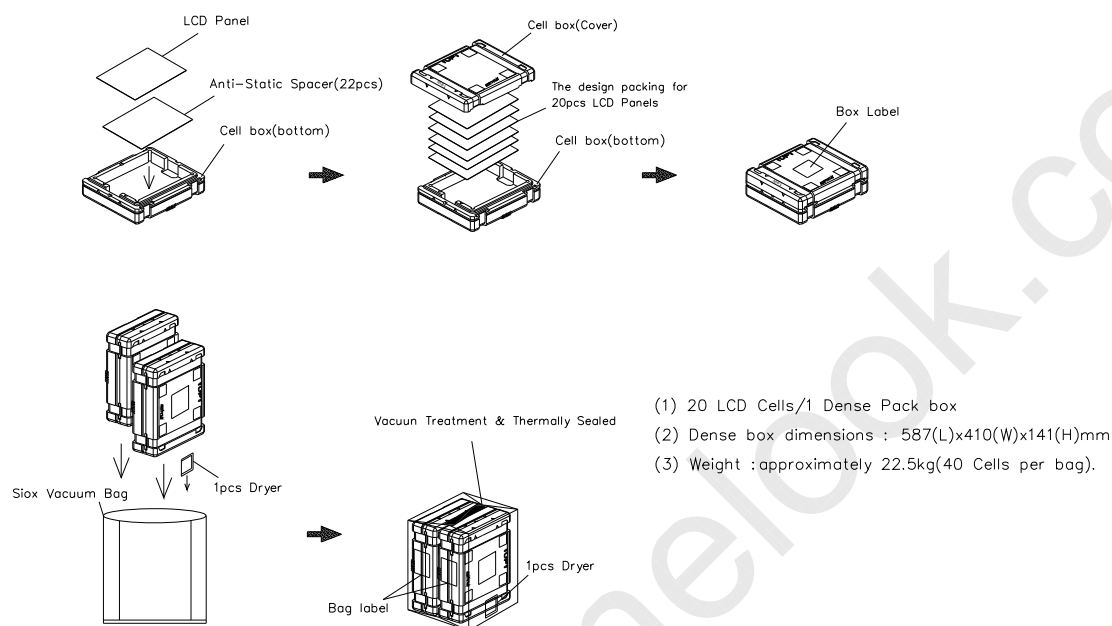 LCD Panel
Anti-Static Spacer(22pcs)
Cell box(bottom)
Cell box(Cover)
The design packing for
20pcs LCD Panels
Cell box(bottom)
Box Label
Siox Vacuum Bag
1pcs Dryer
Vacuun Treatment & Thermally Sealed
1pcs Dryer
Bag label
(1) 20 LCD Cells/1 Dense Pack box
(2) Dense box dimensions : 587(L)x410(W)x141(H)mm
(3) Weight :approximately 22.5kg(40 Cells per bag).